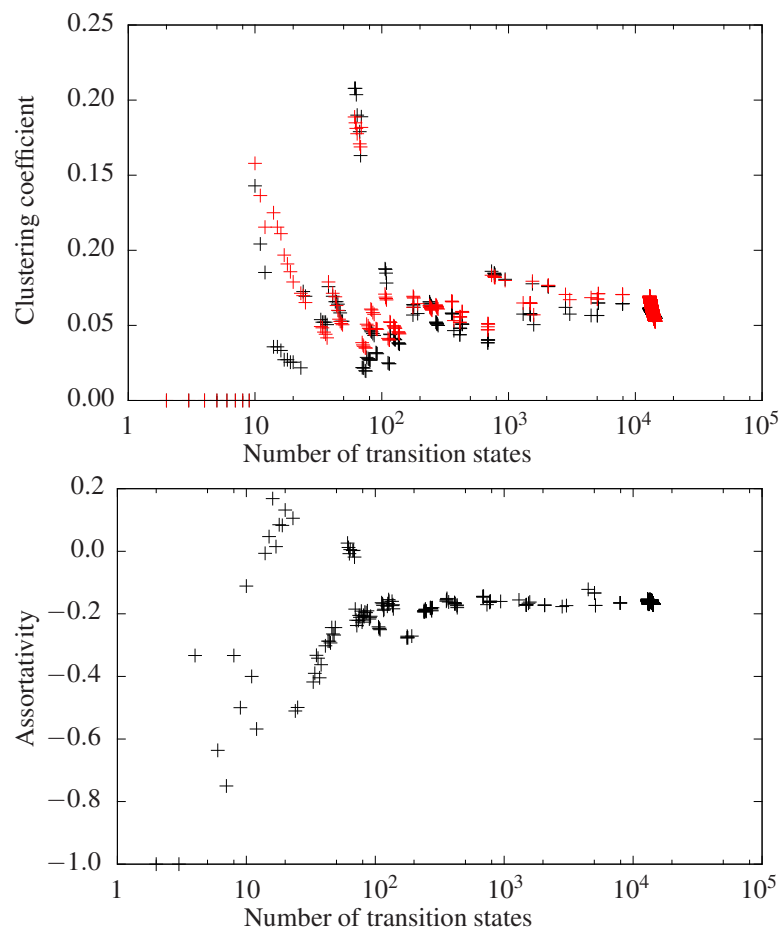 0.25
0.20
0.15
0.20
0.05
0.00
Clustering coefficient
1 10 10² 10³ 10⁴ 10⁵
Number of transition states
0.2
0.0
−0.2
−0.4
−0.6
−0.8
−1.0
Assortativity
1 10 10² 10³ 10⁴ 10⁵
Number of transition states